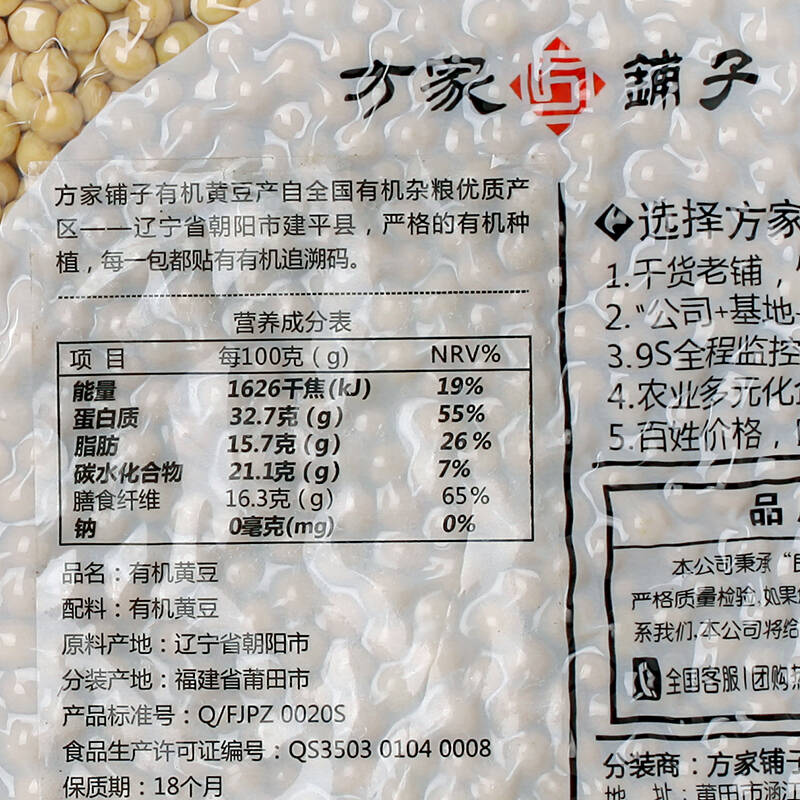 方家铺子
方家铺子有机黄豆产自全国有机杂粮优质产
区——辽宁省朝阳市建平县，严格的有机种
植，每一包都贴有有机追溯码。
营养成分表
项 目 每100克（g） NRV%
能量 1626千焦(kJ) 19%
蛋白质 32.7克（g） 55%
脂肪 15.7克（g） 26%
碳水化合物 21.1克（g） 7%
膳食纤维 16.3克（g） 65%
钠 0毫克(mg) 0%
品名：有机黄豆
配料：有机黄豆
原料产地：辽宁省朝阳市
分装产地：福建省莆田市
产品标准号：Q/FJPZ 0020S
食品生产许可证编号：QS3503 0104 0008
保质期：18个月
选择方家
1.干货老铺，
2.“公司+基地
3.9S全程监控
4.农业多元化
5.百姓价格，
品
本公司秉承“
严格质量检验,如果
系我们,本公司将给
全国客服|团购
分装商：方家铺子
地 址：莆田市涵江